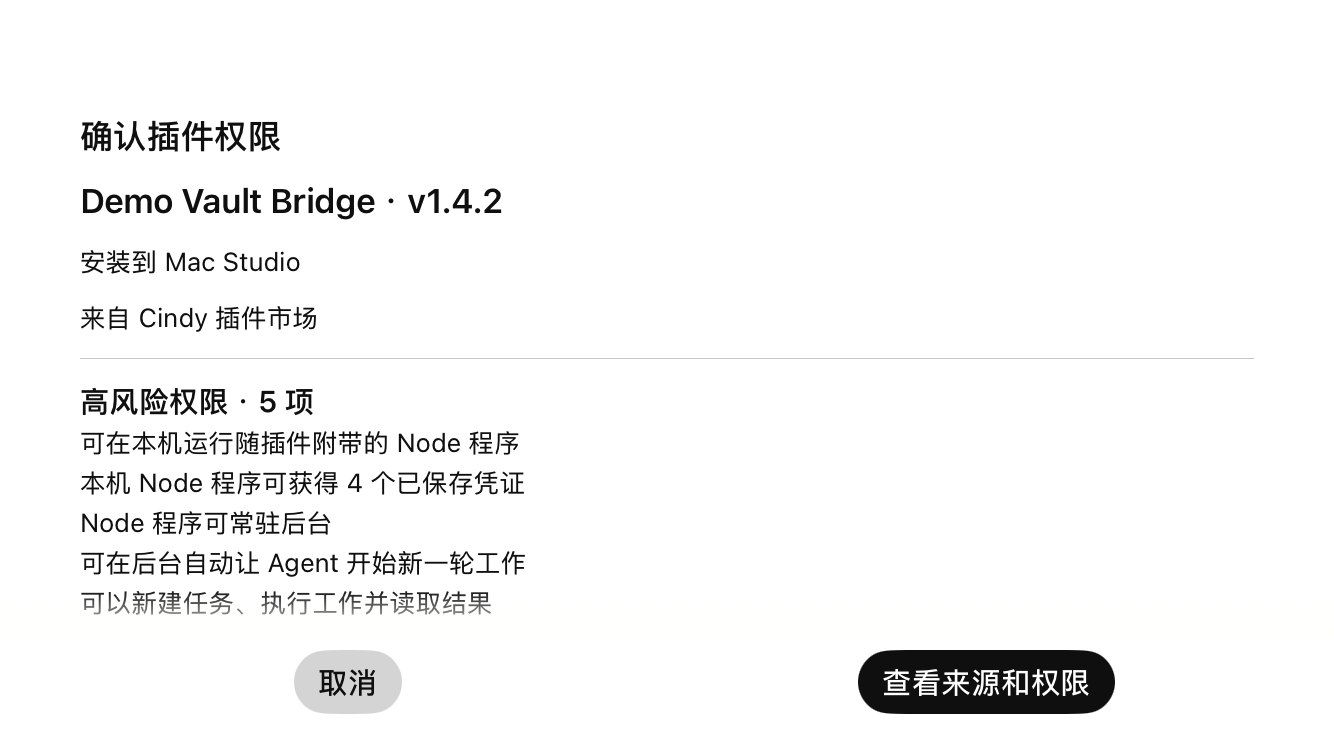 确认插件权限
Demo Vault Bridge · v1.4.2
安装到 Mac Studio
来自 Cindy 插件市场
高风险权限 · 5 项
可在本机运行随插件附带的 Node 程序
本机 Node 程序可获得 4 个已保存凭证
Node 程序可常驻后台
可在后台自动让 Agent 开始新一轮工作
可以新建任务、执行工作并读取结果
取消
查看来源和权限